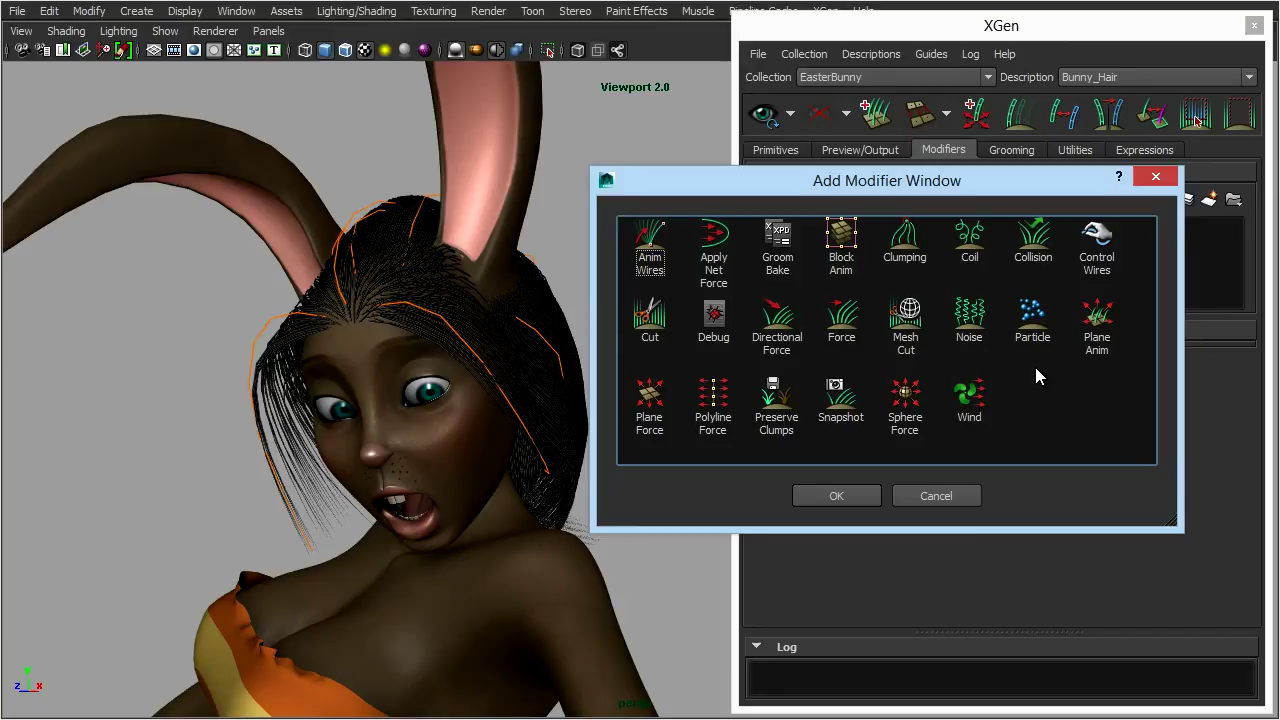 File Edit Modify Create Display Window Assets Lighting/Shading Texturing Render Toon Stereo Paint Effects Muscle
View Shading Lighting Show Renderer Panels
Viewport 2.0
XGen
File Collection Descriptions Guides Log Help
Collection EasterBunny Description Bunny_Hair
Primitives Preview/Output Modifiers Grooming Utilities Expressions
Add Modifier Window
?
Anim Apply Groom Block Clumping Coil Collision Control
Wires Net Bake Anim Wires
Force
Cut Debug Directional Force Mesh Noise Particle Plane
Force Cut Anim
Plane Polyline Preserve Snapshot Sphere Wind
Force Force Clumps Force
OK Cancel
Log
z x